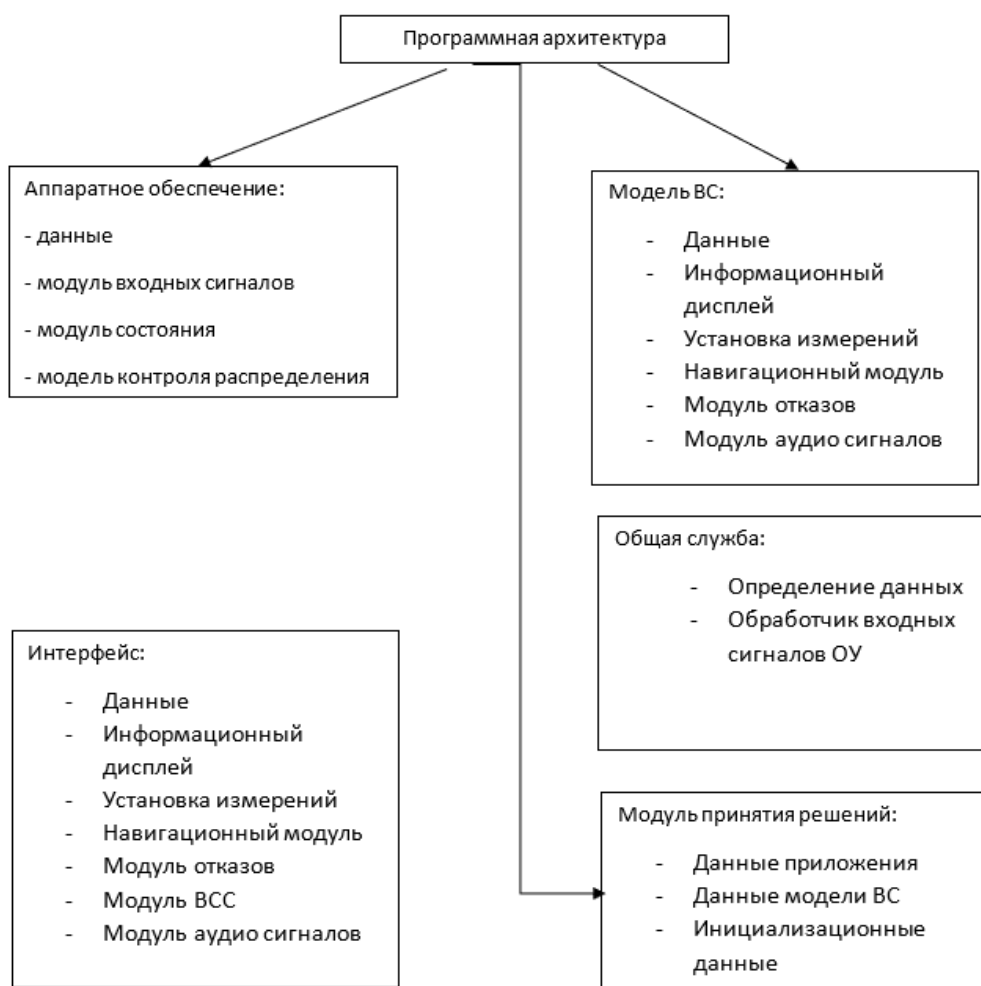 Программная архитектура
Аппаратное обеспечение:
- данные
- модуль входных сигналов
- модуль состояния
- модель контроля распределения
Модель ВС:
- Данные
- Информационный
дисплей
- Установка измерений
- Навигационный модуль
- Модуль отказов
- Модуль аудио сигналов
Общая служба:
- Определение данных
- Обработчик входных
сигналов ОУ
Интерфейс:
- Данные
- Информационный
дисплей
- Установка измерений
- Навигационный модуль
- Модуль отказов
- Модуль ВСС
- Модуль аудио сигналов
Модуль принятия решений:
- Данные приложения
- Данные модели ВС
- Инициализационные
данные